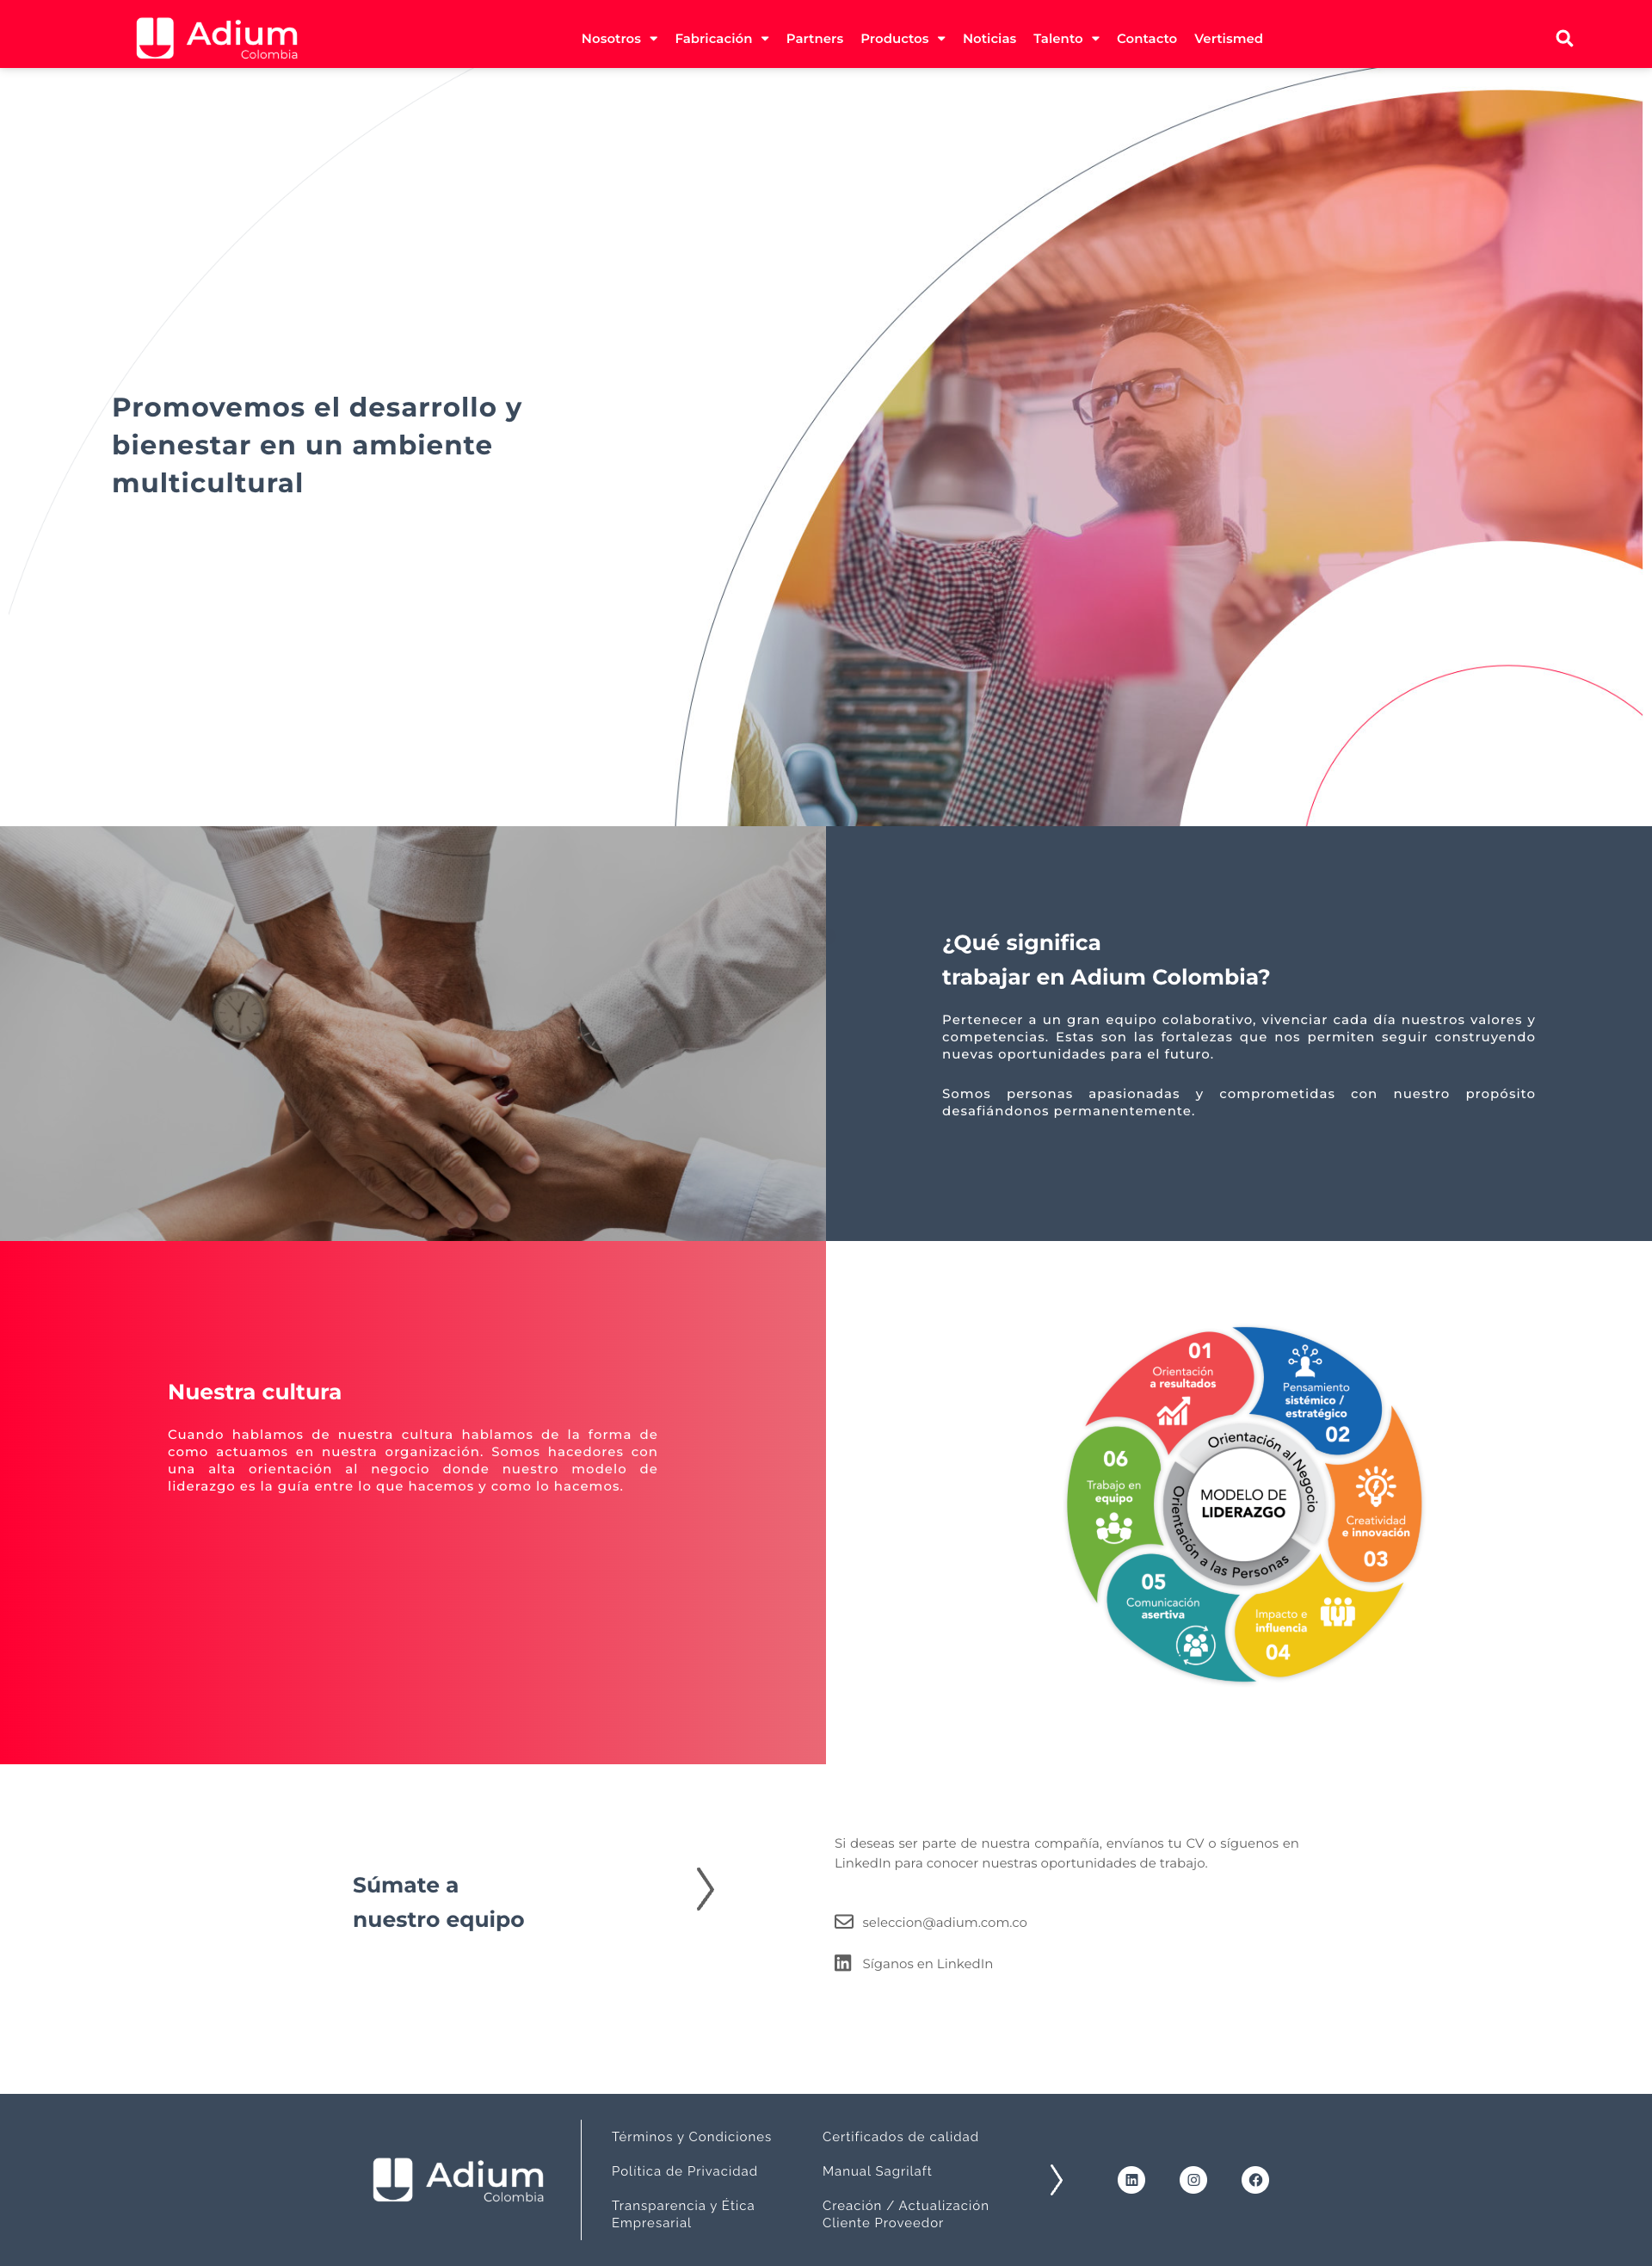 Adium
Colombia
Nosotros
Fabricación
Partners
Productos
Noticias
Talento
Contacto
Vertismed
Promovemos el desarrollo y
bienestar en un ambiente
multicultural
¿Qué significa
trabajar en Adium Colombia?
Pertenecer a un gran equipo colaborativo, vivenciar cada día nuestros valores y
competencias. Estas son las fortalezas que nos permiten seguir construyendo
nuevas oportunidades para el futuro.
Somos personas apasionadas y comprometidas con nuestro propósito
desafiándonos permanentemente.
Nuestra cultura
Cuando hablamos de nuestra cultura hablamos de la forma de
como actuamos en nuestra organización. Somos hacedores con
una alta orientación al negocio donde nuestro modelo de
liderazgo es la guía entre lo que hacemos y como lo hacemos.
01
Orientación
a resultados
Pensamiento
sistémico /
estratégico
02
Creatividad
e innovación
03
Impacto e
influencia
04
05
Comunicación
asertiva
06
Trabajo en
equipo
Orientación al Negocio
Orientación a las Personas
MODELO DE
LIDERAZGO
Súmate a
nuestro equipo
Si deseas ser parte de nuestra compañía, envíanos tu CV o síguenos en
LinkedIn para conocer nuestras oportunidades de trabajo.
seleccion@adium.com.co
Síganos en LinkedIn
Adium
Colombia
Términos y Condiciones
Política de Privacidad
Transparencia y Ética
Empresarial
Certificados de calidad
Manual Sagrilaft
Creación / Actualización
Cliente Proveedor